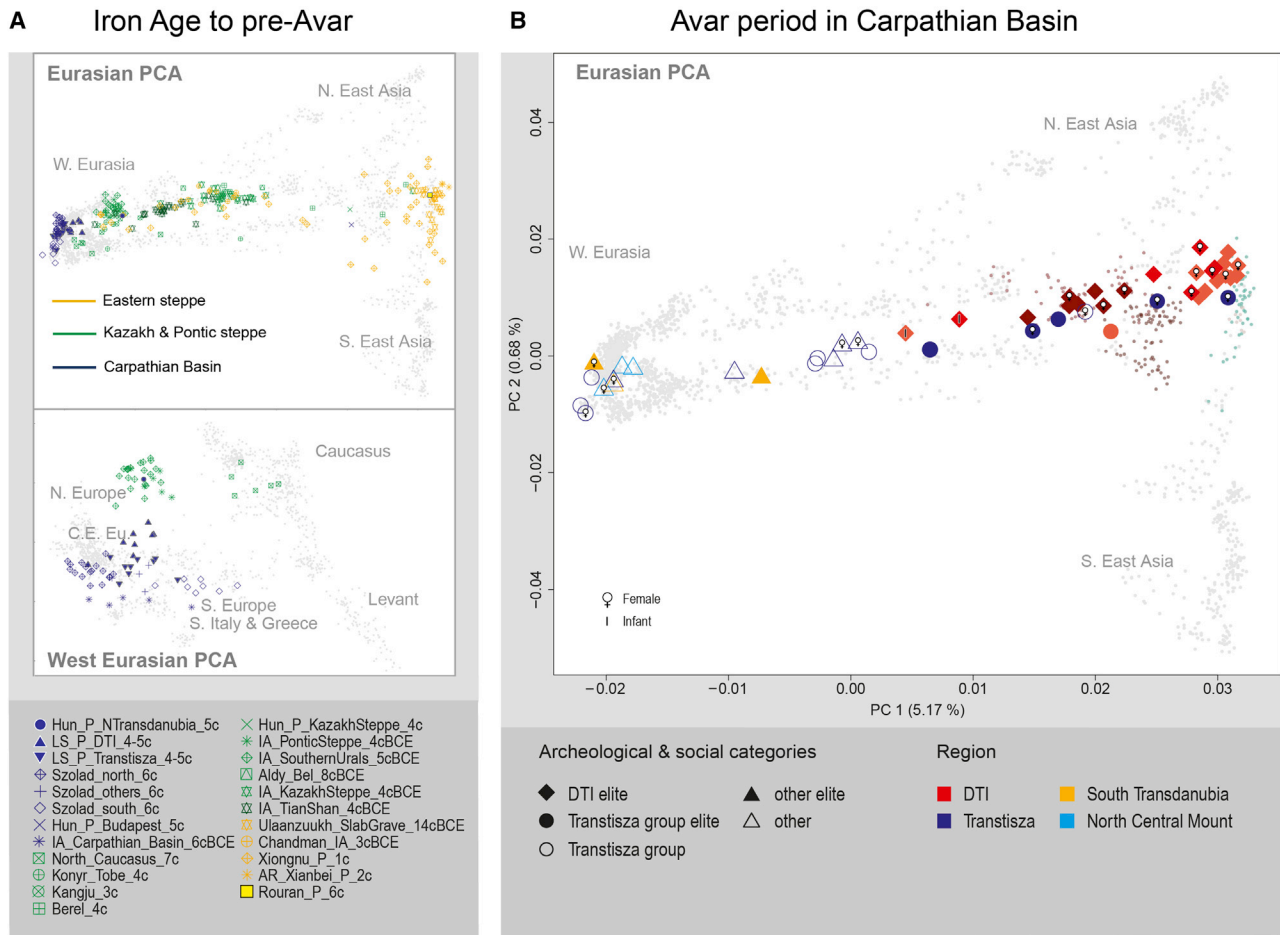 A Iron Age to pre-Avar
Eurasian PCA
N. East Asia
W. Eurasia
Eastern steppe
Kazakh & Pontic steppe
Carpathian Basin
S. East Asia
Caucasus
N. Europe
C.E. Eu.
Levant
S. Europe
S. Italy & Greece
West Eurasian PCA
Hun_P_NTransdanubia_5c
LS_P_DTI_4-5c
LS_P_Transtisza_4-5c
Szolad_north_6c
Szolad_others_6c
Szolad_south_6c
Hun_P_Budapest_5c
IA_Carpathian_Basin_6cBCE
North_Caucasus_7c
Konyr_Tobe_4c
Kangju_3c
Berel_4c
Hun_P_KazakhSteppe_4c
IA_PonticSteppe_4cBCE
IA_SouthernUrals_5cBCE
Aldy_Bel_8cBCE
IA_KazakhSteppe_4cBCE
IA_TianShan_4cBCE
Ulaanzuukh_SlabGrave_14cBCE
Chandman_IA_3cBCE
Xiongnu_P_1c
AR_Xianbei_P_2c
Rouran_P_6c
B Avar period in Carpathian Basin
Eurasian PCA
N. East Asia
W. Eurasia
S. East Asia
Female
Infant
PC 2 (0.68 %)
0.04
0.02
0.00
−0.02
−0.04
−0.02 −0.01 0.00 0.01 0.02 0.03
PC 1 (5.17 %)
Archeological & social categories
DTI elite
Transtisza group elite
Transtisza group
other elite
other
Region
DTI
Transtisza
South Transdanubia
North Central Mount